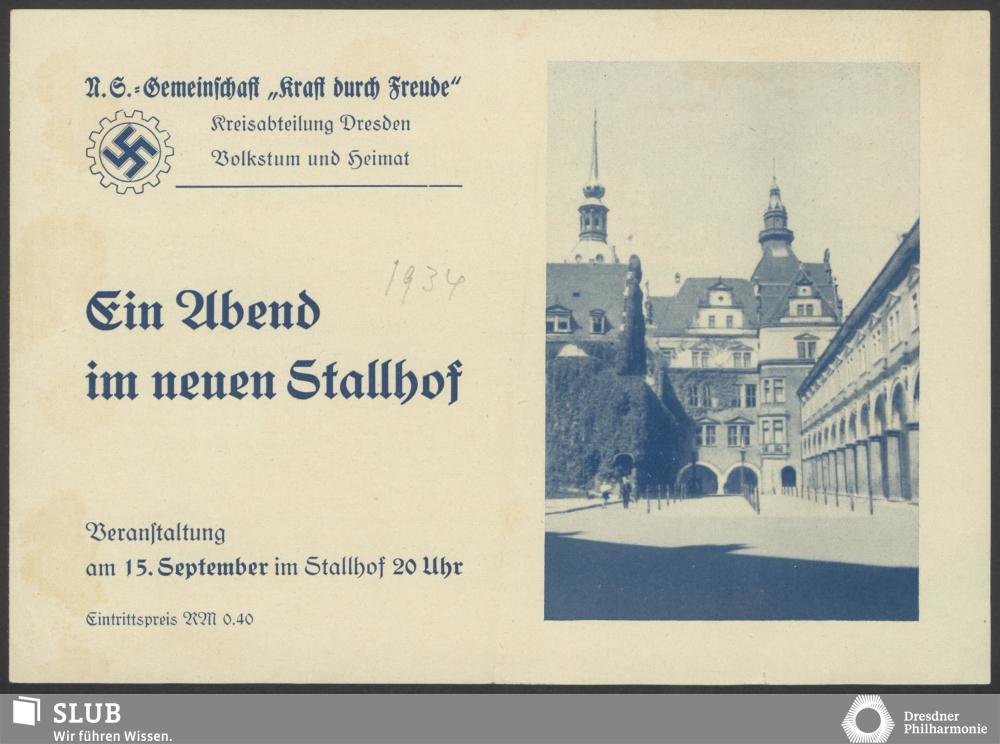 N.S.=Gemeinschaft „Kraft durch Freude“
Kreisabteilung Dresden
Volkstum und Heimat
1934
Ein Abend
im neuen Stallhof
Veranstaltung
am 15. September im Stallhof 20 Uhr
Eintrittspreis RM 0.40
SLUB
Wir führen Wissen.
Dresdner
Philharmonie